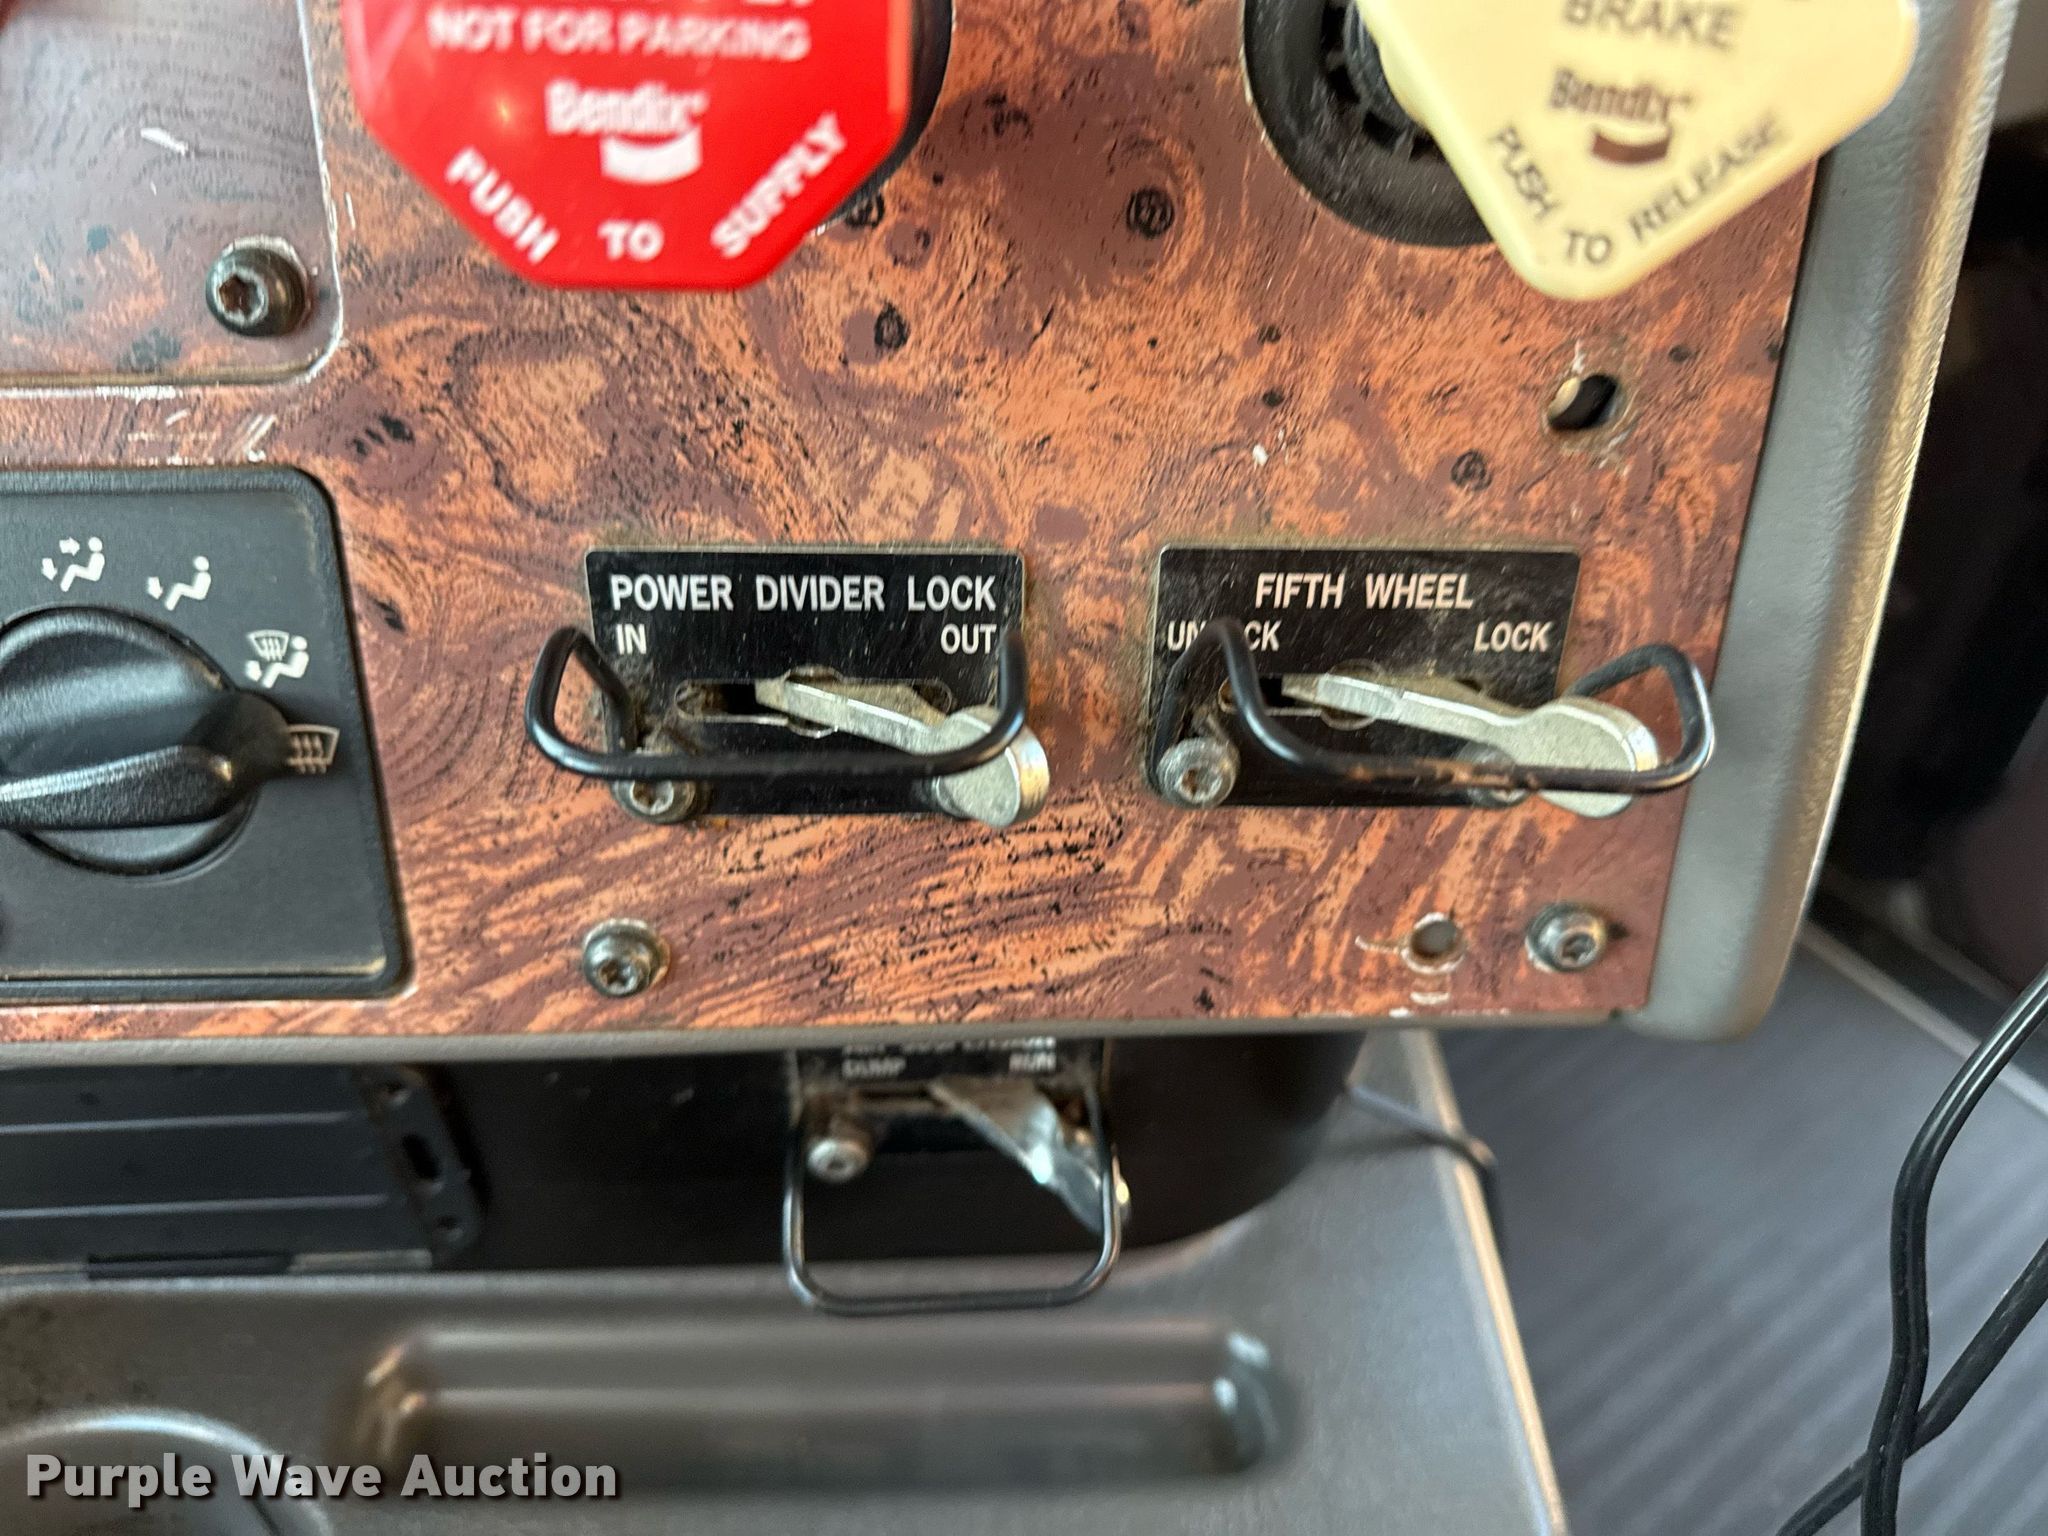 NOT FOR PARKING
Bendix
PUSH TO SUPPLY
BRAKE
Bendix
PUSH TO RELEASE
POWER DIVIDER LOCK
IN OUT
FIFTH WHEEL
UNLOCK LOCK
DUMP RUN
Purple Wave Auction